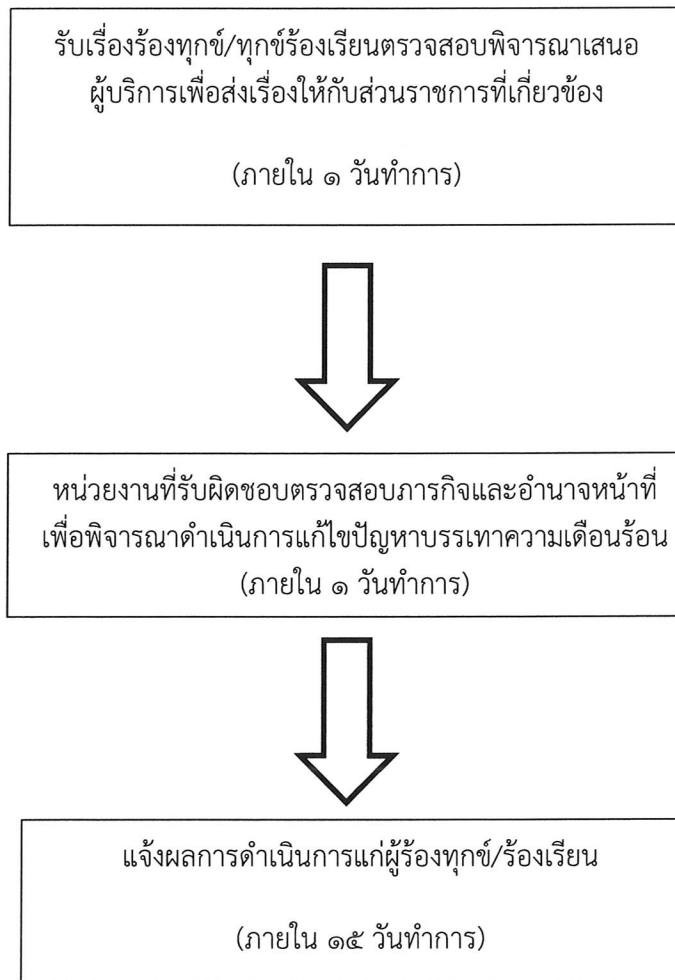 รับเรื่องร้องทุกข์/ทุกข์ร้องเรียนตรวจสอบพิจารณาเสนอ
ผู้บริการเพื่อส่งเรื่องให้กับส่วนราชการที่เกี่ยวข้อง
(ภายใน ๑ วันทำการ)
หน่วยงานที่รับผิดชอบตรวจสอบภารกิจและอำนาจหน้าที่
เพื่อพิจารณาดำเนินการแก้ไขปัญหาบรรเทาความเดือนร้อน
(ภายใน ๑ วันทำการ)
แจ้งผลการดำเนินการแก่ผู้ร้องทุกข์/ร้องเรียน
(ภายใน ๑๕ วันทำการ)